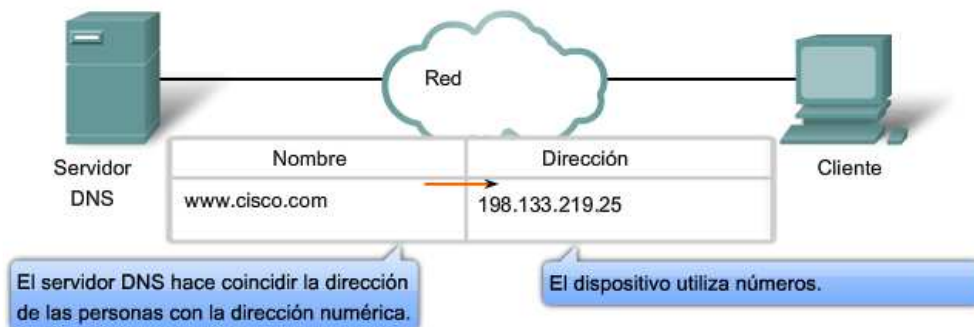 Red
Servidor
DNS
Cliente
Nombre
Dirección
www.cisco.com
198.133.219.25
El servidor DNS hace coincidir la dirección
de las personas con la dirección numérica.
El dispositivo utiliza números.